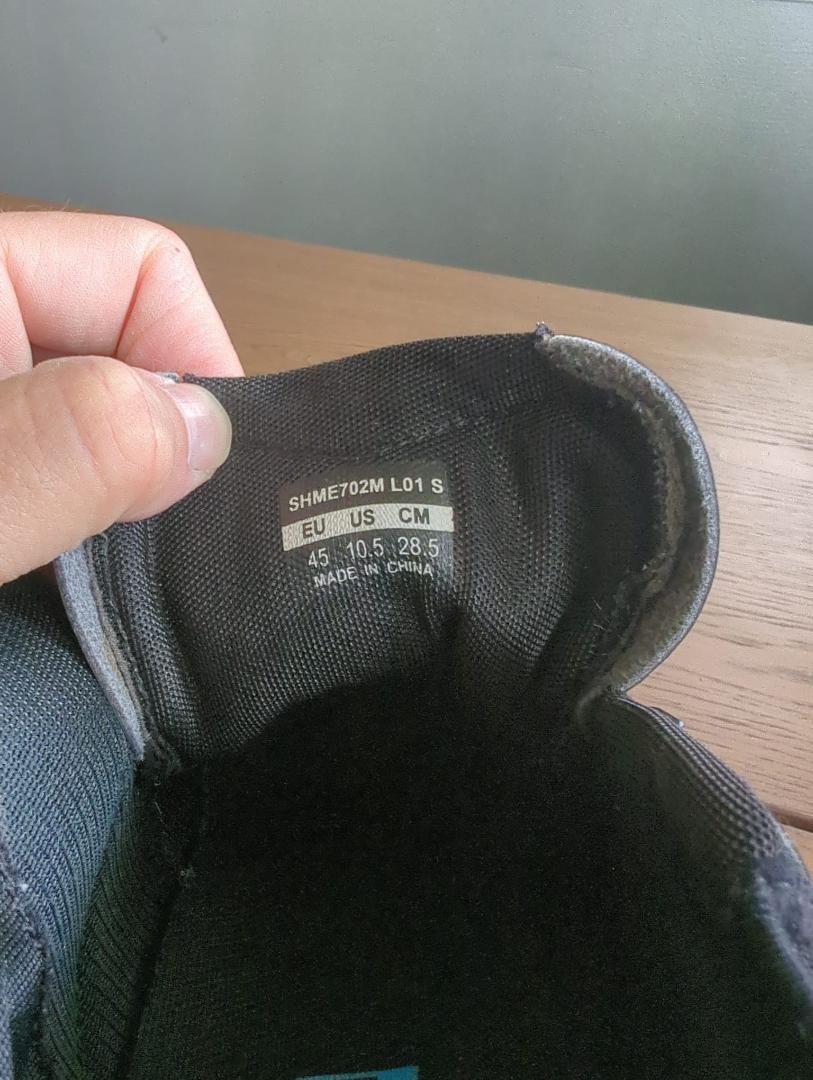 SHME702M L01 S
EU US CM
45 10.5 28.5
MADE IN CHINA